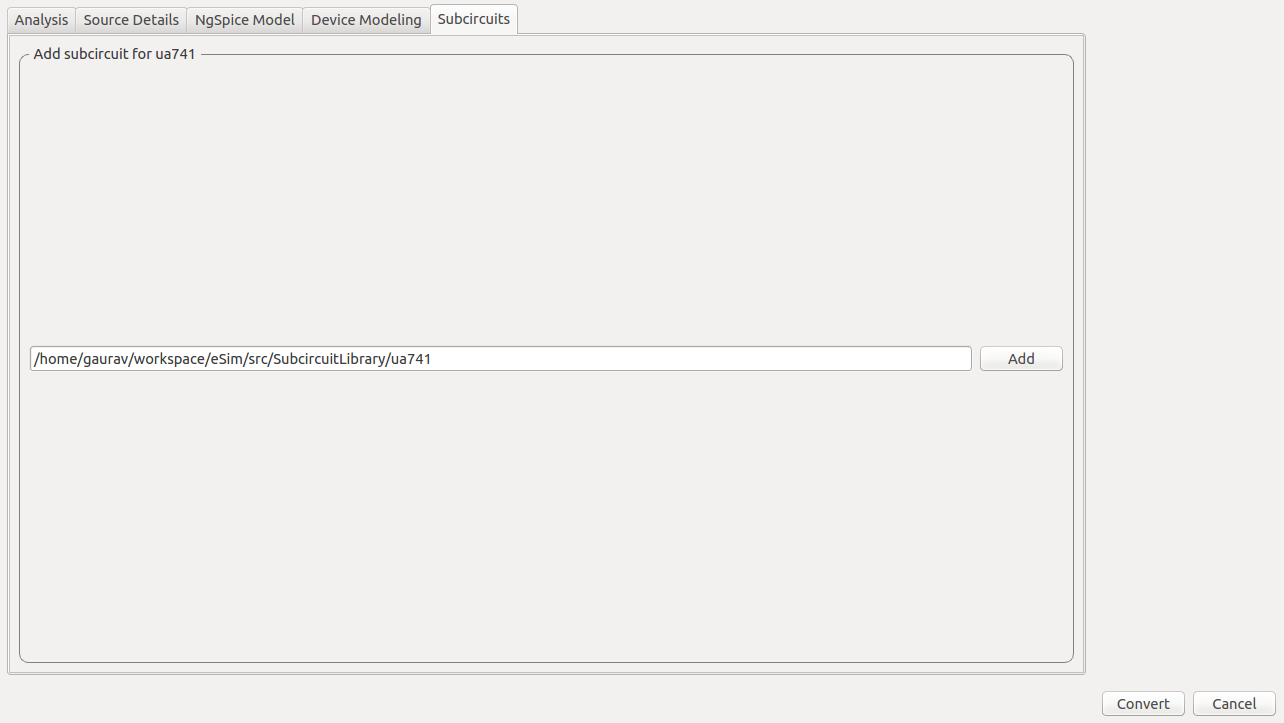 Analysis Source Details NgSpice Model Device Modeling Subcircuits
Add subcircuit for ua741
/home/gaurav/workspace/eSim/src/SubcircuitLibrary/ua741 Add
Convert Cancel